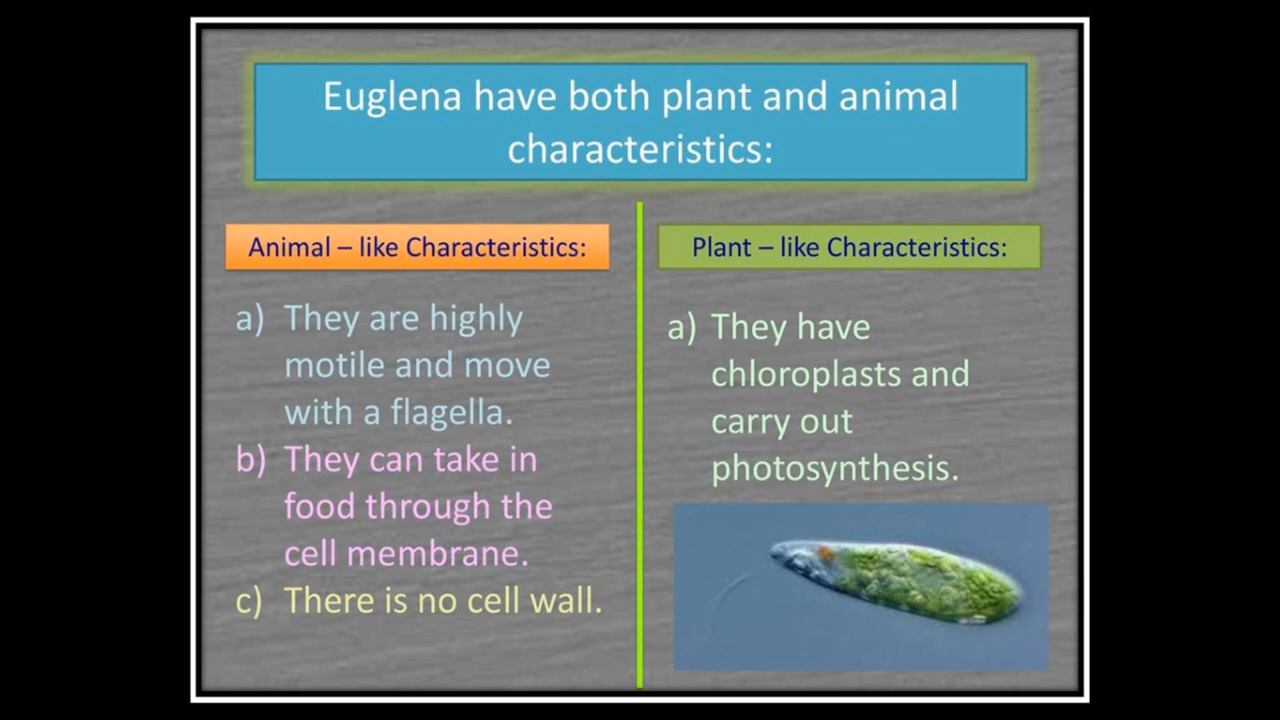 Euglena have both plant and animal
characteristics:
Animal – like Characteristics:
a) They are highly
motile and move
with a flagella.
b) They can take in
food through the
cell membrane.
c) There is no cell wall.
Plant – like Characteristics:
a) They have
chloroplasts and
carry out
photosynthesis.